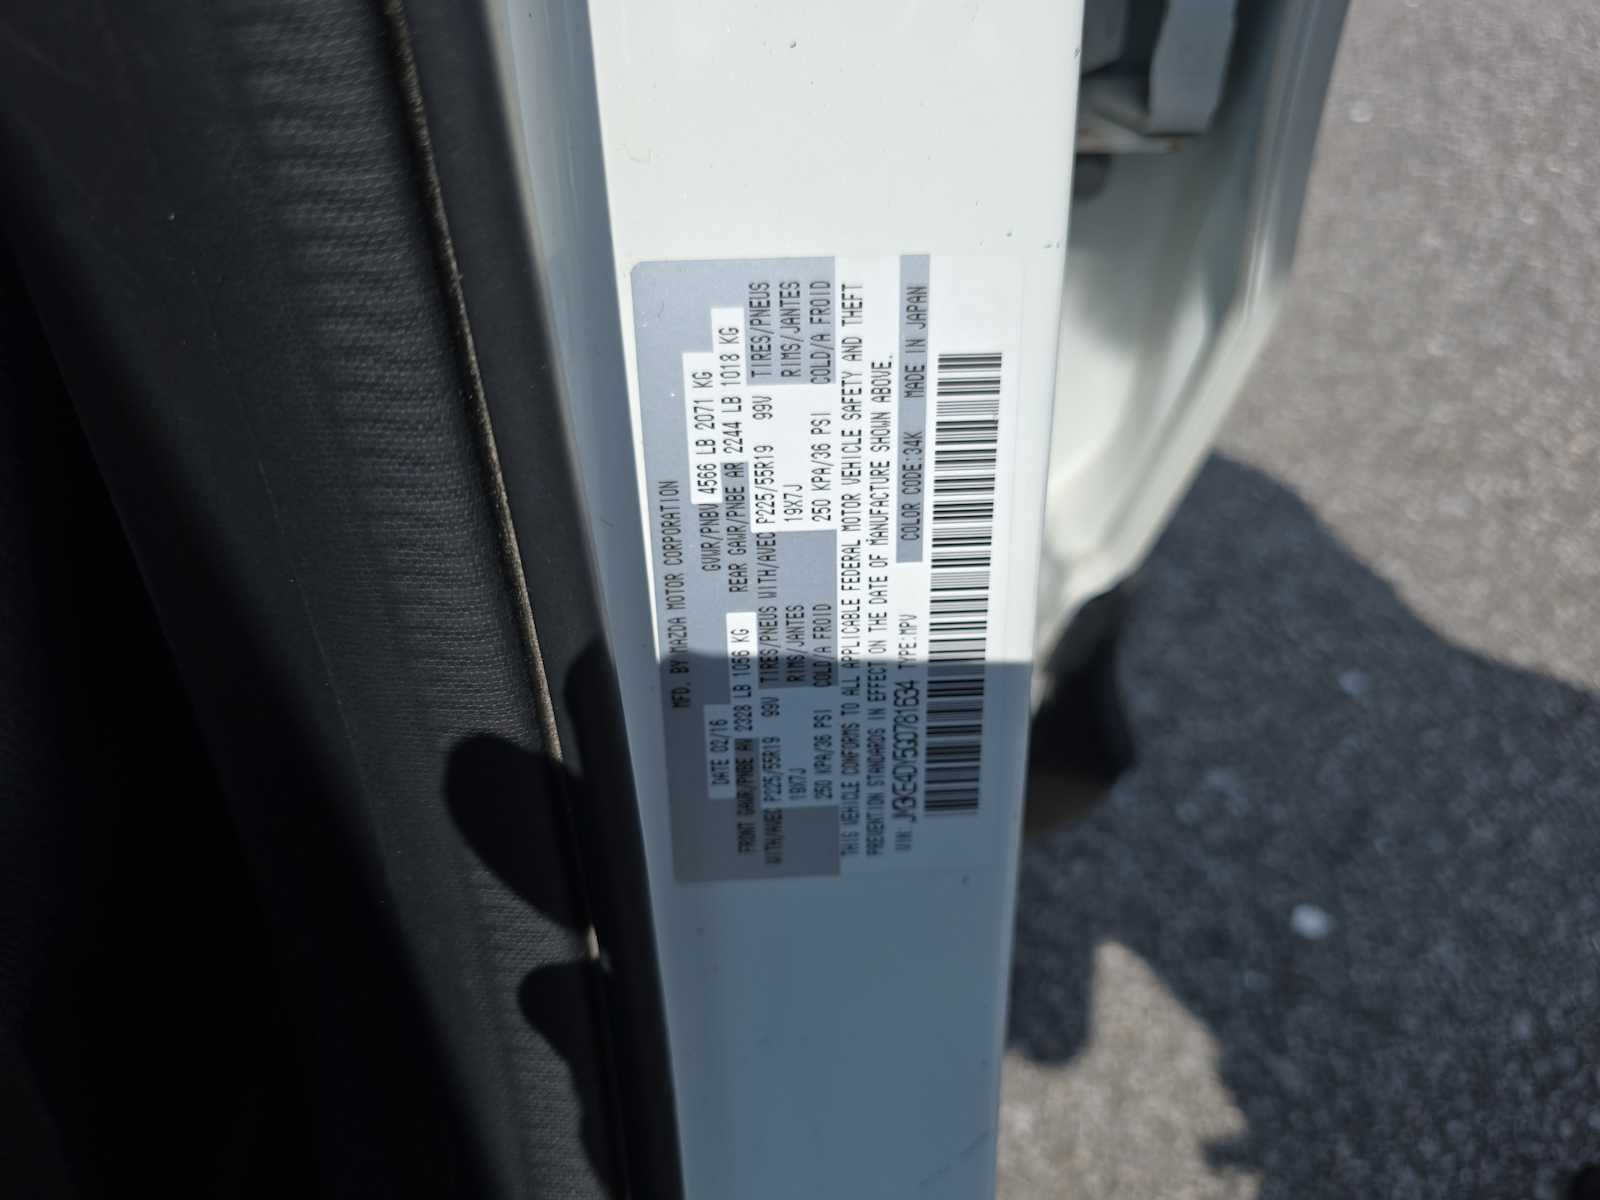 MFD. BY MAZDA MOTOR CORPORATION
DATE 02/16 GVWR/PNBV 4566 LB 2071 KG
FRONT GAWR/PNBE AV 2328 LB 1056 KG REAR GAWR/PNBE AR 2244 LB 1018 KG
WITH/AVEC P225/55R19 99V TIRES/PNEUS WITH/AVEC P225/55R19 99V TIRES/PNEUS
19X7J RIMS/JANTES 19X7J RIMS/JANTES
250 KPA/36 PSI COLD/A FROID 250 KPA/36 PSI COLD/A FROID
THIS VEHICLE CONFORMS TO ALL APPLICABLE FEDERAL MOTOR VEHICLE SAFETY AND THEFT
PREVENTION STANDARDS IN EFFECT ON THE DATE OF MANUFACTURE SHOWN ABOVE.
VIN: JM3KE4DY5G0781634 TYPE:MPV COLOR CODE:34K MADE IN JAPAN